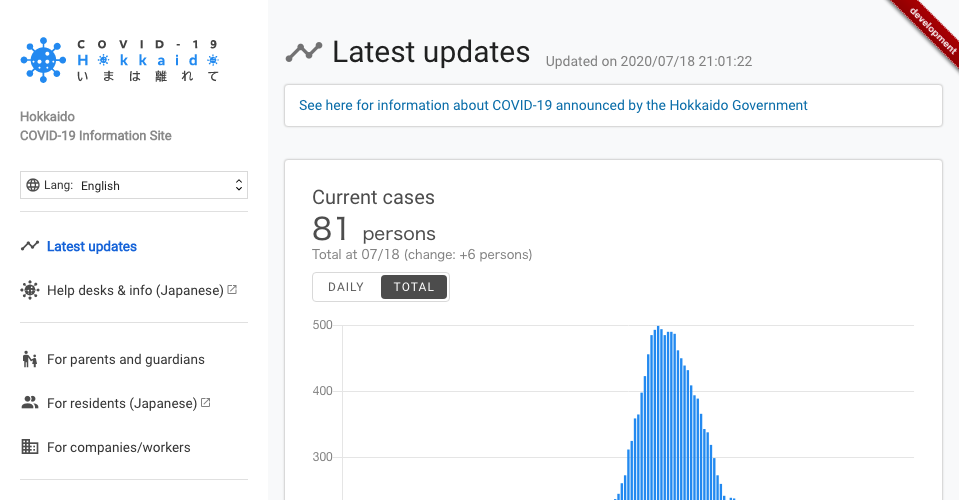 COVID-19
Hokkaido
いまは離れて
Hokkaido
COVID-19 Information Site
Lang: English
Latest updates
Help desks & info (Japanese)
For parents and guardians
For residents (Japanese)
For companies/workers
development
Latest updates Updated on 2020/07/18 21:01:22
See here for information about COVID-19 announced by the Hokkaido Government
Current cases
81 persons
Total at 07/18 (change: +6 persons)
DAILY TOTAL
500
400
300